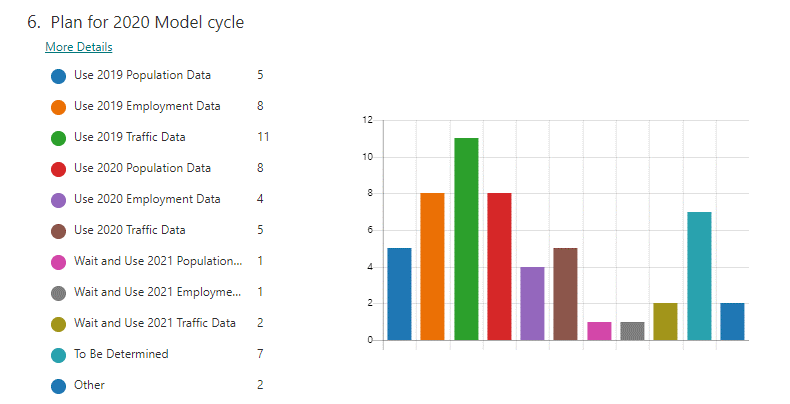 6. Plan for 2020 Model cycle
More Details
Use 2019 Population Data 5
Use 2019 Employment Data 8
Use 2019 Traffic Data 11
Use 2020 Population Data 8
Use 2020 Employment Data 4
Use 2020 Traffic Data 5
Wait and Use 2021 Population... 1
Wait and Use 2021 Employme... 1
Wait and Use 2021 Traffic Data 2
To Be Determined 7
Other 2
12
10
8
6
4
2
0